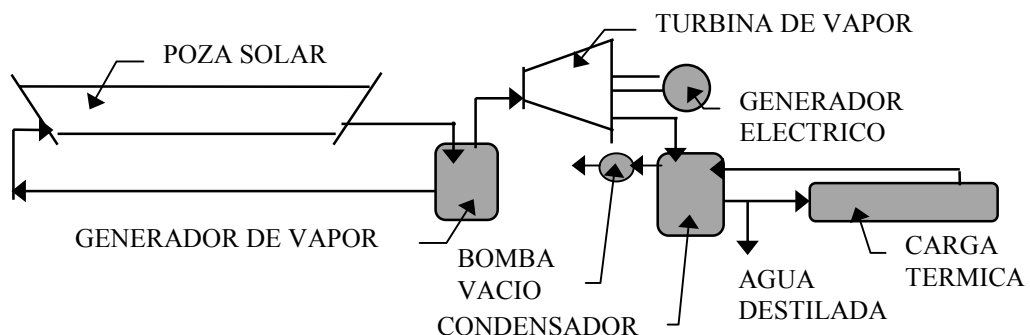 TURBINA DE VAPOR
POZA SOLAR
GENERADOR
ELECTRICO
GENERADOR DE VAPOR
BOMBA
VACIO
CONDENSADOR
AGUA
DESTILADA
CARGA
TERMICA